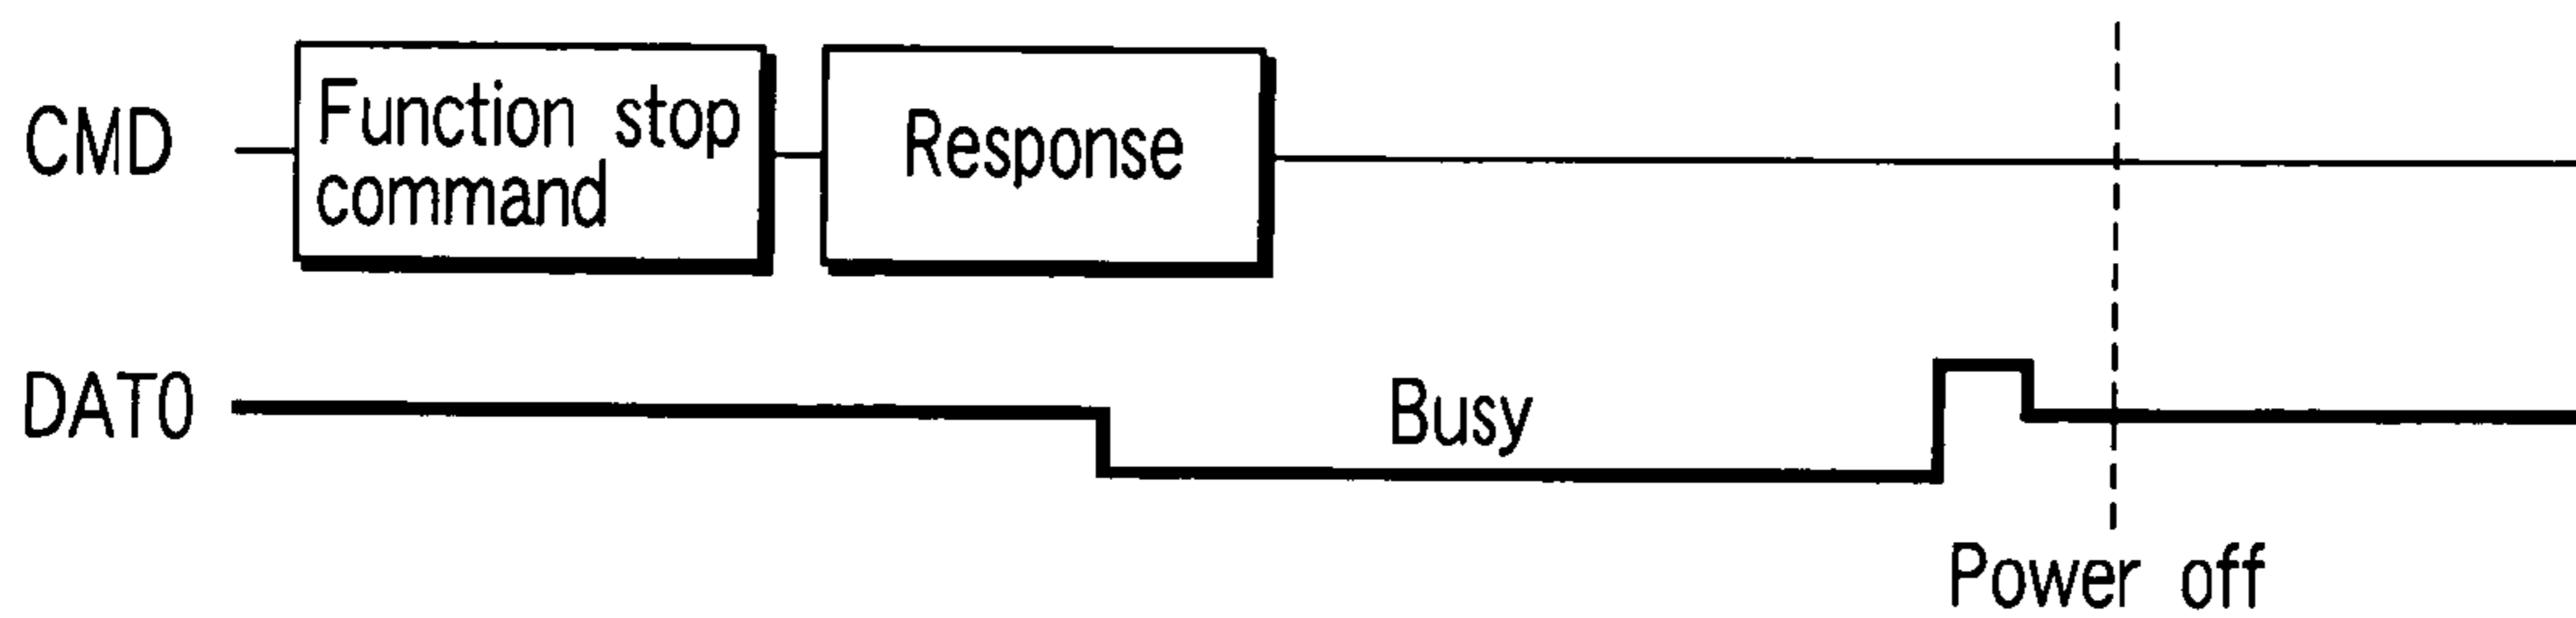 CMD
Function stop
command
Response
DAT0
Busy
Power off